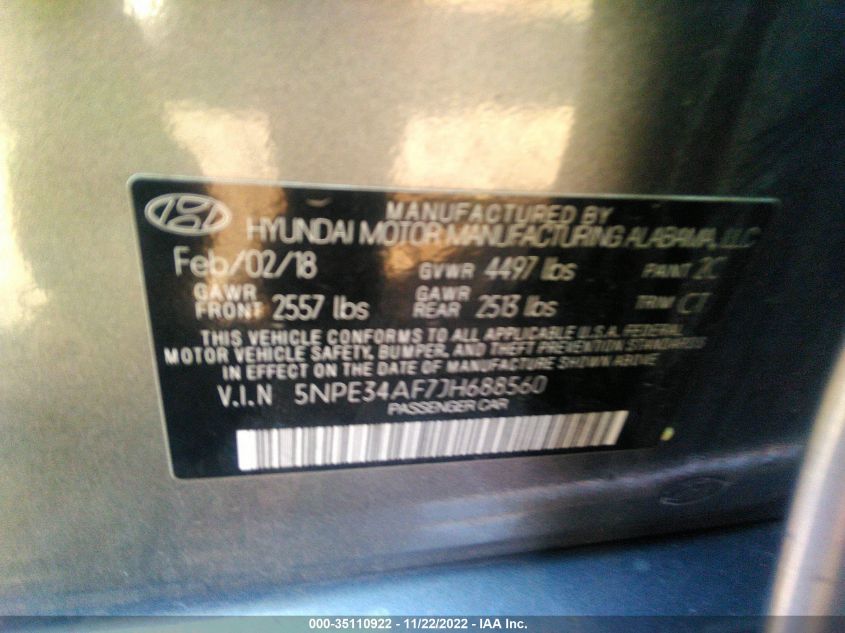 MANUFACTURED BY
HYUNDAI MOTOR MANUFACTURING ALABAMA, LLC
Feb/02/18 GVWR 4497 lbs PAINT 2C
GAWR FRONT 2557 lbs GAWR REAR 2513 lbs TRIM CT
THIS VEHICLE CONFORMS TO ALL APPLICABLE U.S.A. FEDERAL
MOTOR VEHICLE SAFETY, BUMPER, AND THEFT PREVENTION STANDARDS
IN EFFECT ON THE DATE OF MANUFACTURE SHOWN ABOVE.
V.I.N 5NPE34AF7JH688560
PASSENGER CAR
000-35110922 - 11/22/2022 - IAA Inc.